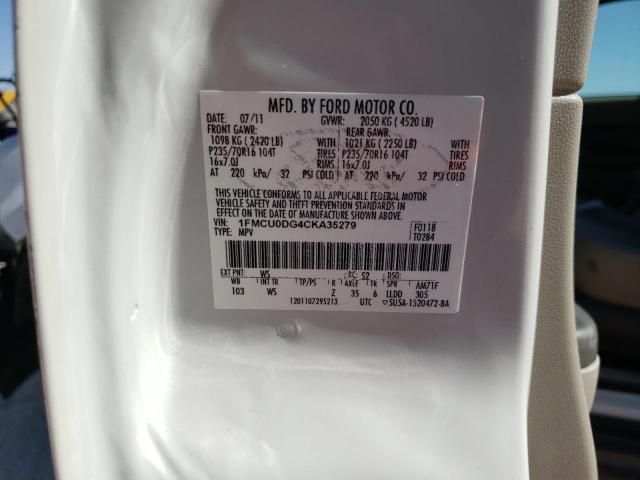 MFD. BY FORD MOTOR CO.
DATE: 07/11 GVWR: 2050 KG ( 4520 LB)
FRONT GAWR: REAR GAWR:
1098 KG ( 2420 LB) WITH 1021 KG ( 2250 LB) WITH
P235/70R16 104T TIRES P235/70R16 104T TIRES
16x7.0J RIMS 16x7.0J RIMS
AT 220 kPa/ 32 PSI COLD AT 220 kPa/ 32 PSI COLD
THIS VEHICLE CONFORMS TO ALL APPLICABLE FEDERAL MOTOR
VEHICLE SAFETY AND THEFT PREVENTION STANDARDS IN
EFFECT ON THE DATE OF MANUFACTURE SHOWN ABOVE.
VIN: 1FMCU0DG4CKA35279 F0118
TYPE: MPV T0284
EXT PNT: WS RC: 52 DSO:
WB INT TR TP/PS R AXLE TR SPR AM71F
103 WS Z 35 6 LLDD 305
1201107295213 UTC ▽5U5A-1520472-BA